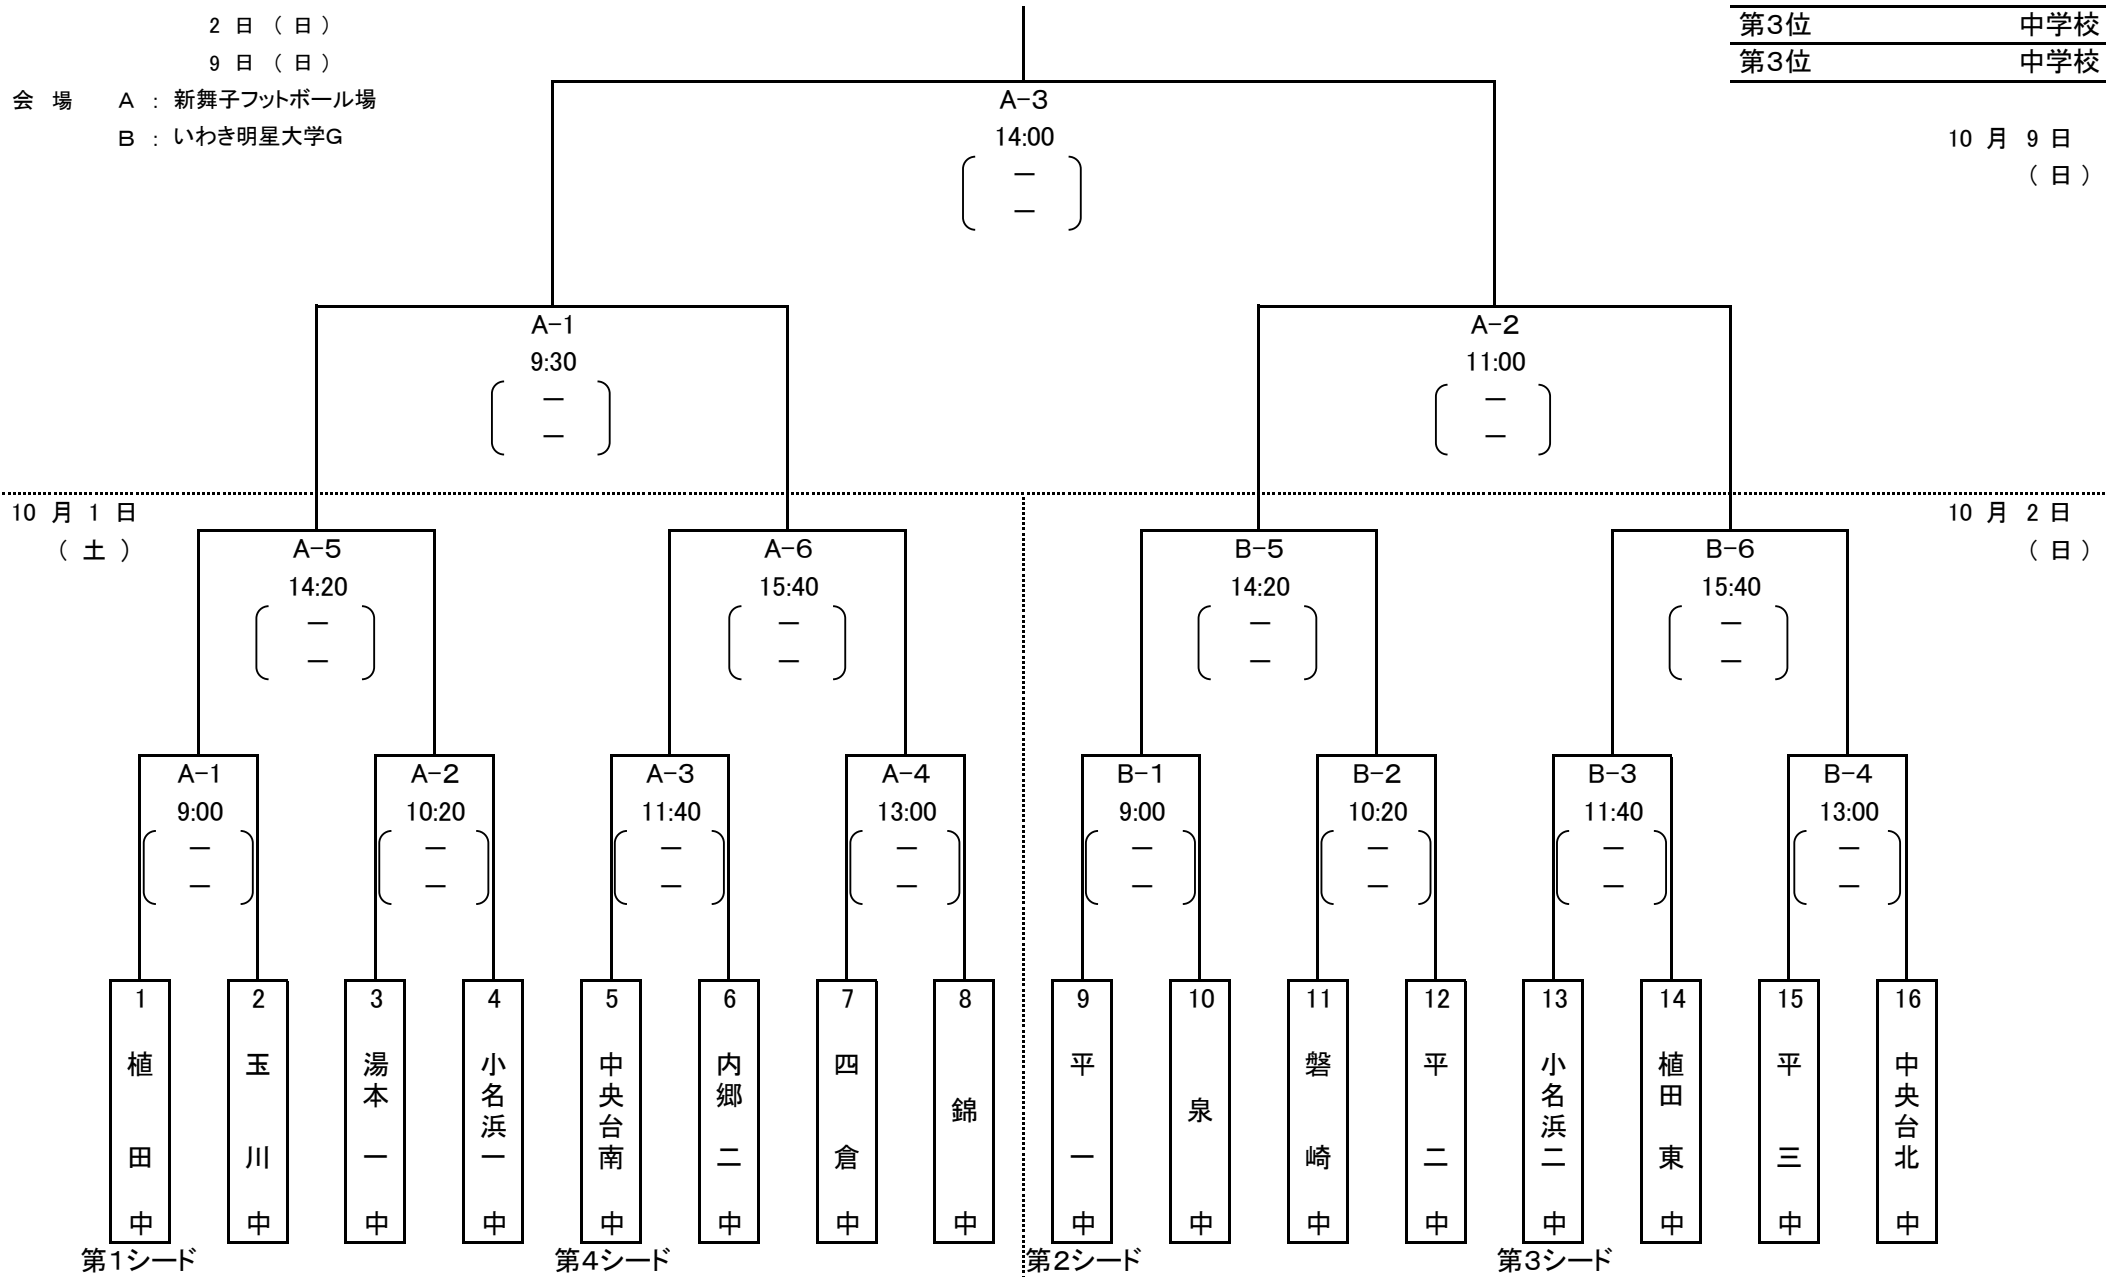 2 日 ( 日 )
9 日 ( 日 )
会 場 A : 新舞子フットボール場
B : いわき明星大学G
第3位 中学校
第3位 中学校
10 月 9 日
( 日 )
A-3
14:00
－
－
A-1
9:30
－
－
A-2
11:00
－
－
10 月 1 日
( 土 )
10 月 2 日
( 日 )
A-5
14:20
－
－
A-6
15:40
－
－
B-5
14:20
－
－
B-6
15:40
－
－
A-1
9:00
－
－
A-2
10:20
－
－
A-3
11:40
－
－
A-4
13:00
－
－
B-1
9:00
－
－
B-2
10:20
－
－
B-3
11:40
－
－
B-4
13:00
－
－
1
植田中
2
玉川中
3
湯本一中
4
小名浜一中
5
中央台南中
6
内郷二中
7
四倉中
8
錦中
9
平一中
10
泉中
11
磐崎中
12
平二中
13
小名浜二中
14
植田東中
15
平三中
16
中央台北中
第1シード
第4シード
第2シード
第3シード